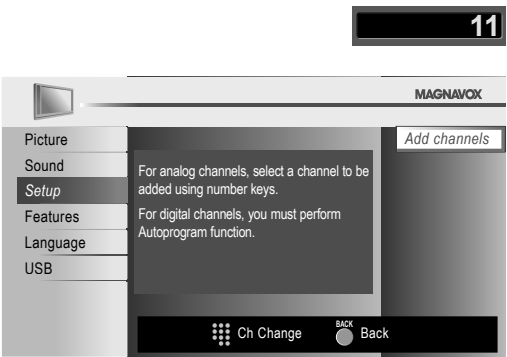 11
MAGNAVOX
Picture
Sound
Setup
Features
Language
USB
Add channels
For analog channels, select a channel to be
added using number keys.
For digital channels, you must perform
Autoprogram function.
Ch Change
BACK
Back